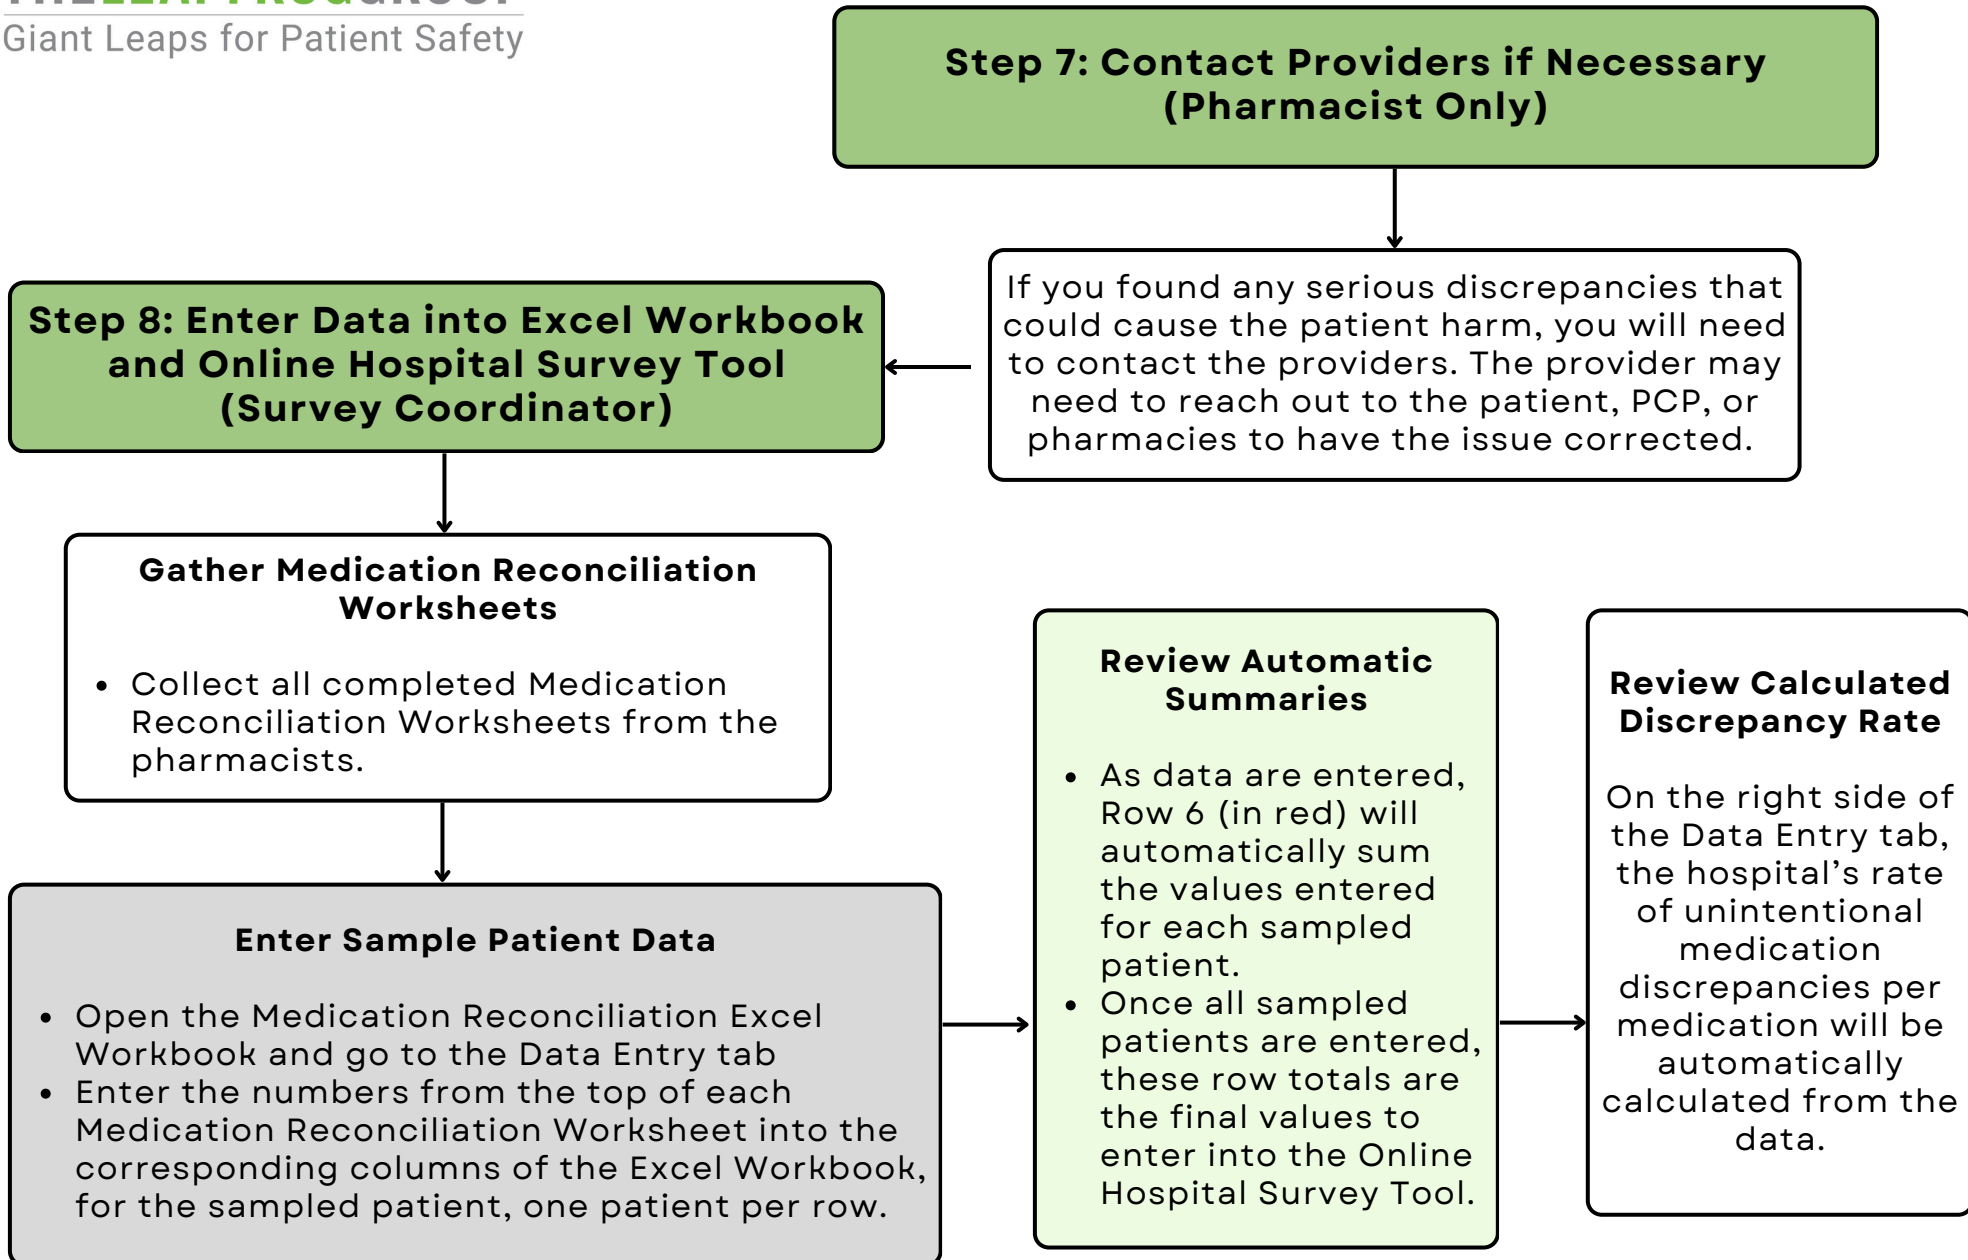 Giant Leaps for Patient Safety
Step 7: Contact Providers if Necessary
(Pharmacist Only)
If you found any serious discrepancies that
could cause the patient harm, you will need
to contact the providers. The provider may
need to reach out to the patient, PCP, or
pharmacies to have the issue corrected.
Step 8: Enter Data into Excel Workbook
and Online Hospital Survey Tool
(Survey Coordinator)
Gather Medication Reconciliation
Worksheets
• Collect all completed Medication
Reconciliation Worksheets from the
pharmacists.
Enter Sample Patient Data
• Open the Medication Reconciliation Excel
Workbook and go to the Data Entry tab
• Enter the numbers from the top of each
Medication Reconciliation Worksheet into the
corresponding columns of the Excel Workbook,
for the sampled patient, one patient per row.
Review Automatic
Summaries
• As data are entered,
Row 6 (in red) will
automatically sum
the values entered
for each sampled
patient.
• Once all sampled
patients are entered,
these row totals are
the final values to
enter into the Online
Hospital Survey Tool.
Review Calculated
Discrepancy Rate
On the right side of
the Data Entry tab,
the hospital’s rate
of unintentional
medication
discrepancies per
medication will be
automatically
calculated from the
data.